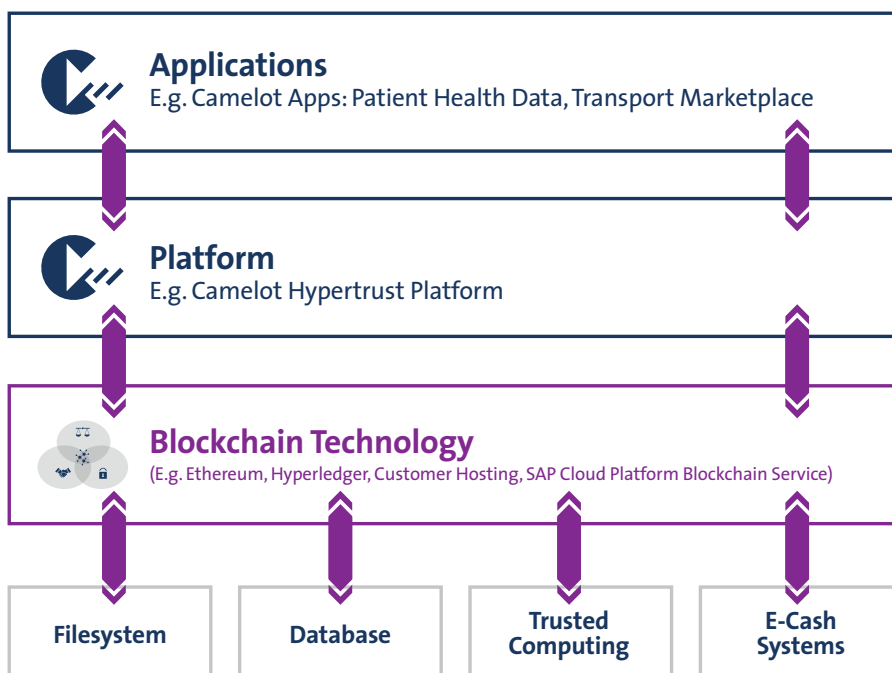 Applications
E.g. Camelot Apps: Patient Health Data, Transport Marketplace
Platform
E.g. Camelot Hypertrust Platform
Blockchain Technology
(E.g. Ethereum, Hyperledger, Customer Hosting, SAP Cloud Platform Blockchain Service)
Filesystem
Database
Trusted
Computing
E-Cash
Systems